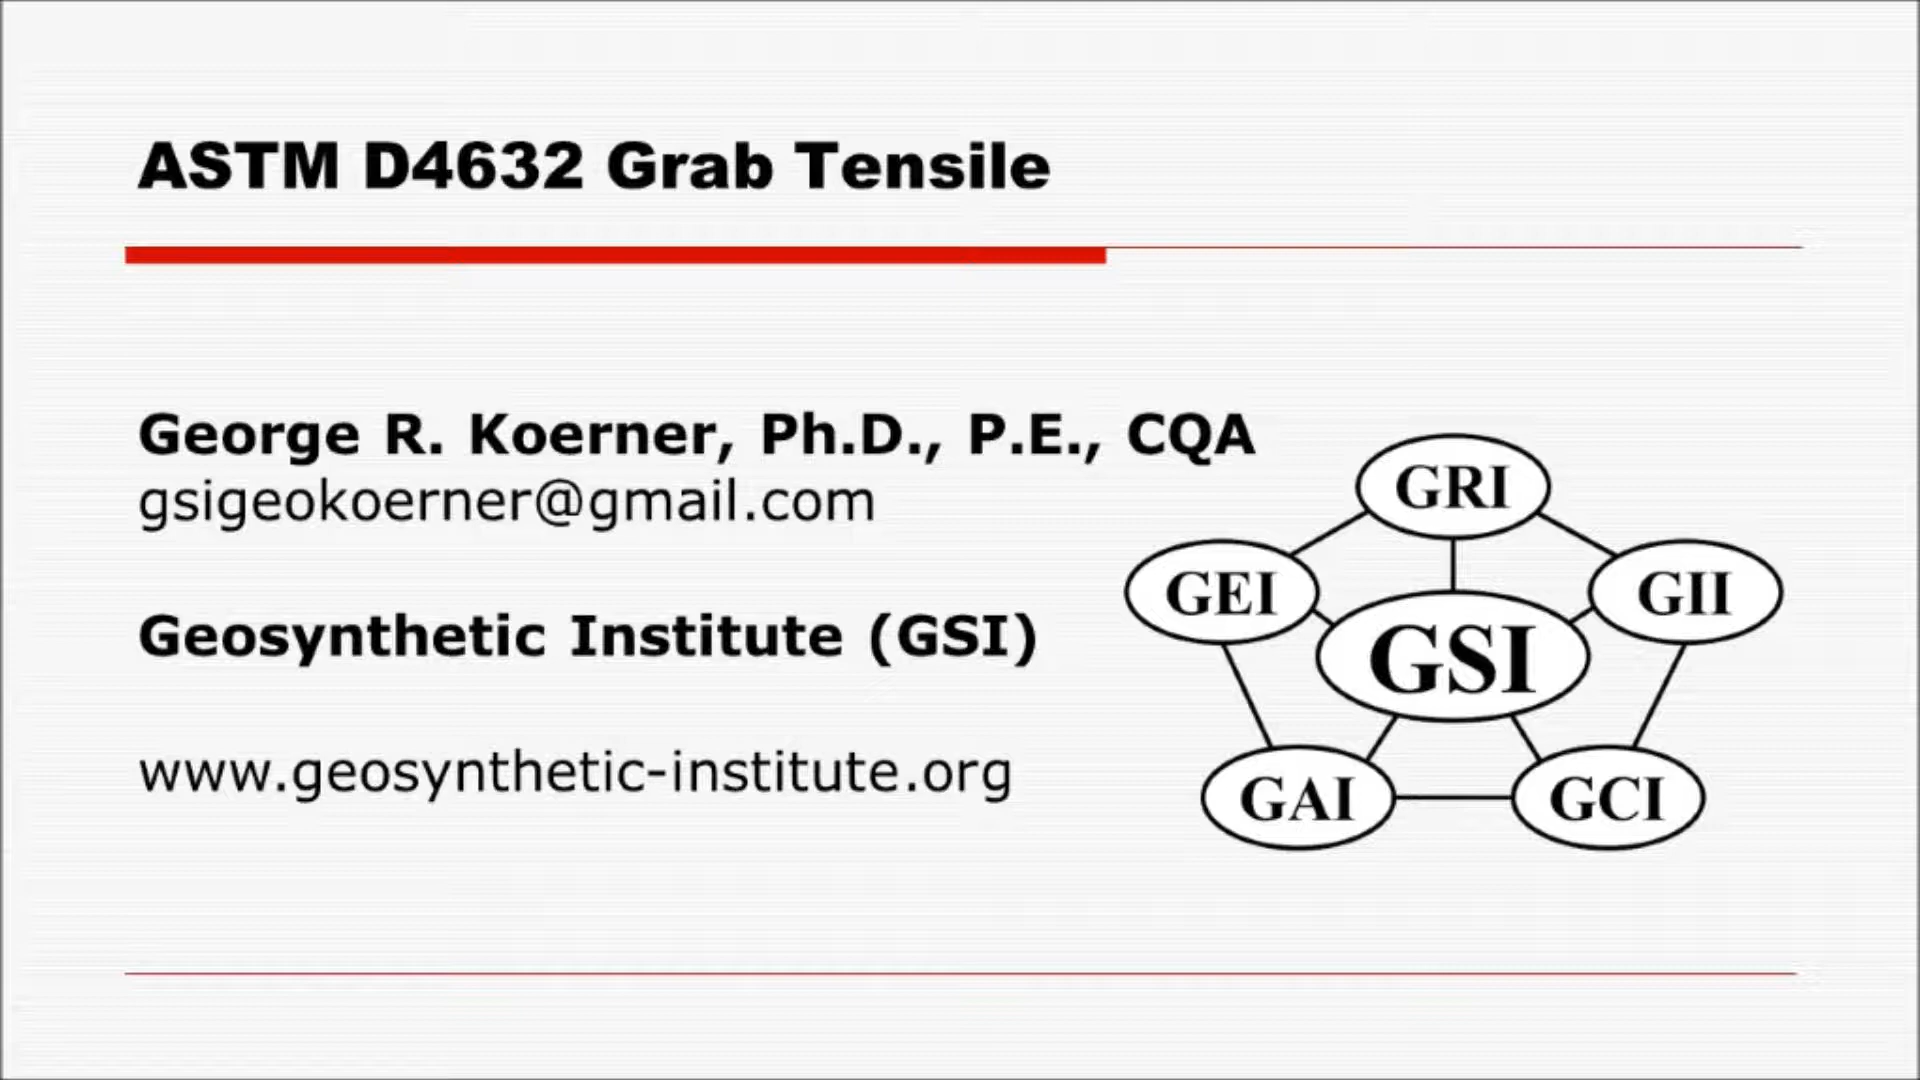 ASTM D4632 Grab Tensile
George R. Koerner, Ph.D., P.E., CQA
gsigeokoerner@gmail.com
Geosynthetic Institute (GSI)
www.geosynthetic-institute.org
GRI
GEI
GII
GSI
GAI
GCI